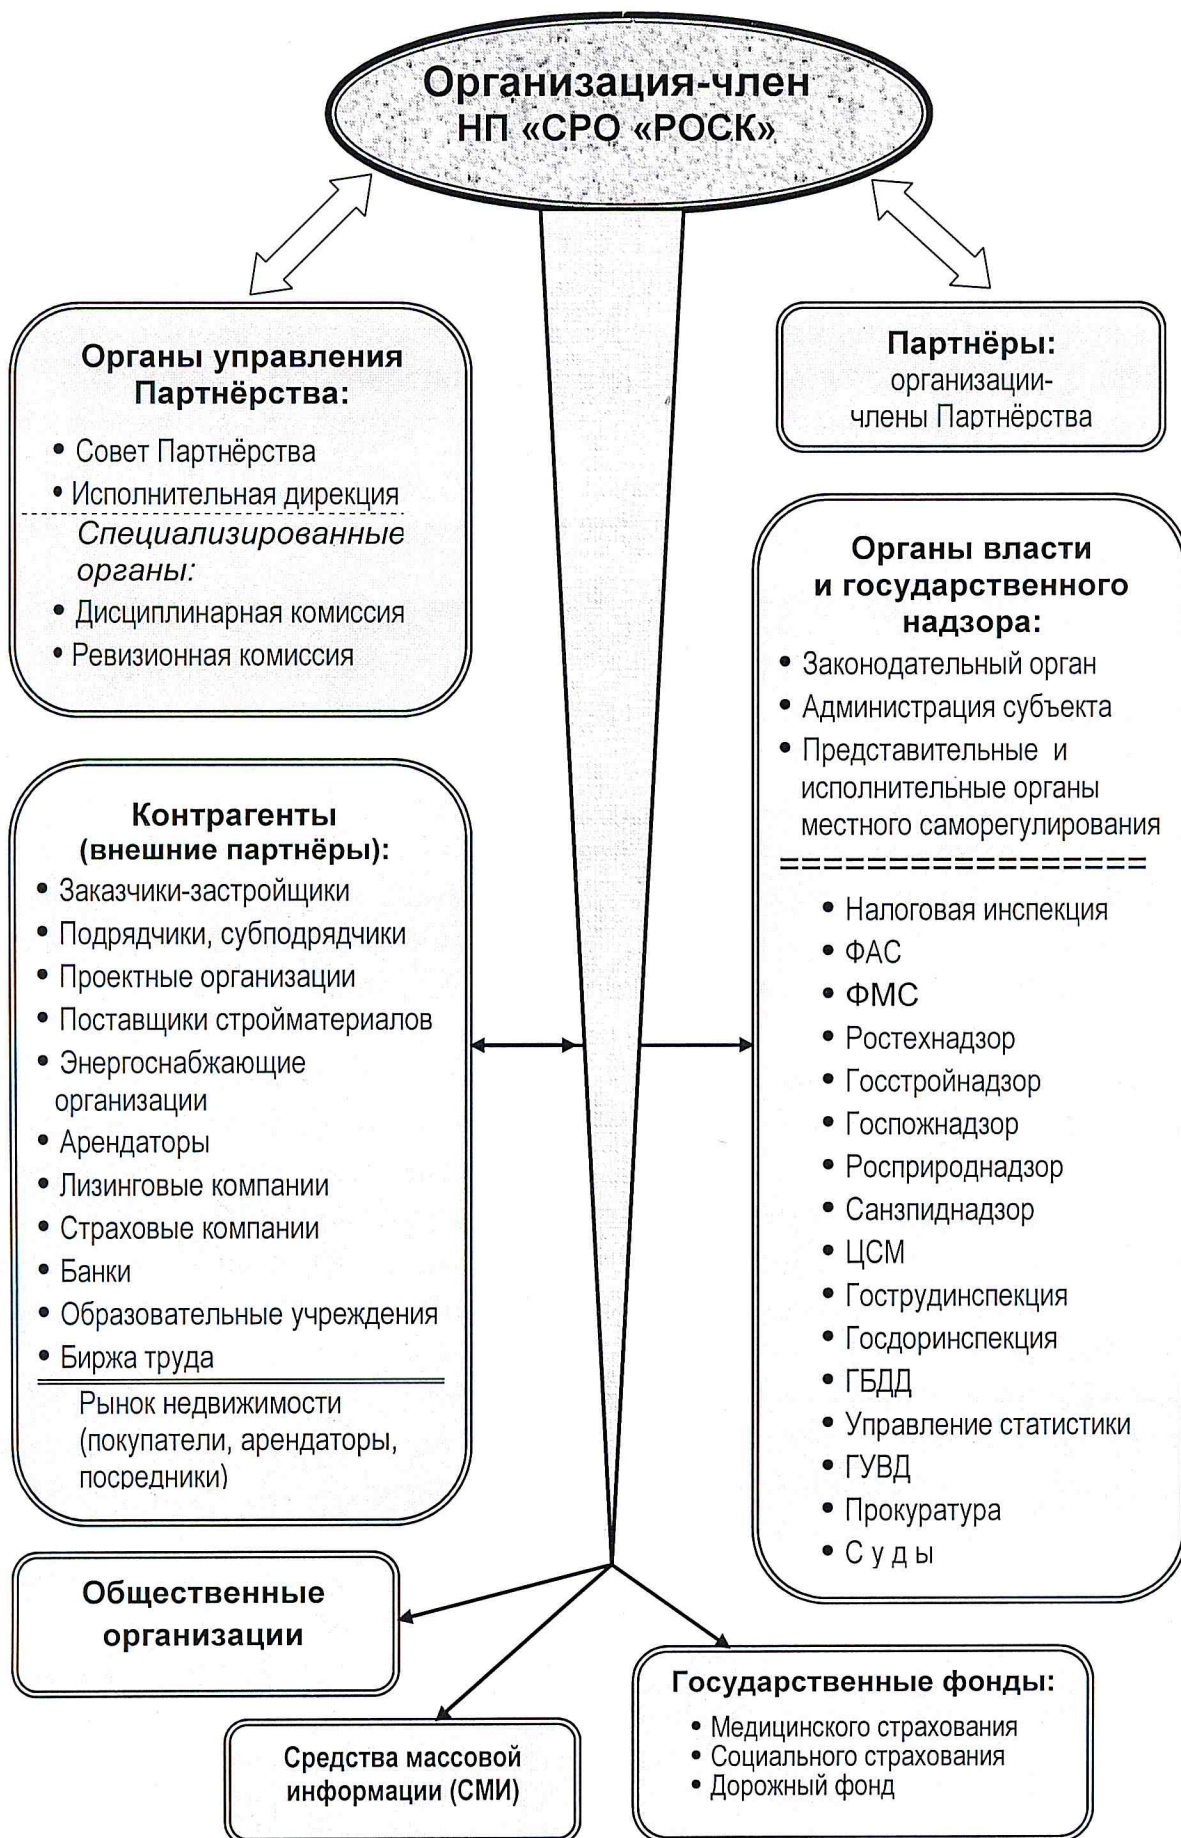 Организация-член
НП «СРО «РОСК»
Органы управления
Партнёрства:
• Совет Партнёрства
• Исполнительная дирекция
Специализированные
органы:
• Дисциплинарная комиссия
• Ревизионная комиссия
Партнёры:
организации-
члены Партнёрства
Органы власти
и государственного
надзора:
• Законодательный орган
• Администрация субъекта
• Представительные и
исполнительные органы
местного саморегулирования
==================
• Налоговая инспекция
• ФАС
• ФМС
• Ростехнадзор
• Госстройнадзор
• Госпожнадзор
• Росприроднадзор
• Санзпиднадзор
• ЦСМ
• Гострудинспекция
• Госдоринспекция
• ГБДД
• Управление статистики
• ГУВД
• Прокуратура
• С у д ы
Контрагенты
(внешние партнёры):
• Заказчики-застройщики
• Подрядчики, субподрядчики
• Проектные организации
• Поставщики стройматериалов
• Энергоснабжающие
организации
• Арендаторы
• Лизинговые компании
• Страховые компании
• Банки
• Образовательные учреждения
• Биржа труда
Рынок недвижимости
(покупатели, арендаторы,
посредники)
Общественные
организации
Средства массовой
информации (СМИ)
Государственные фонды:
• Медицинского страхования
• Социального страхования
• Дорожный фонд